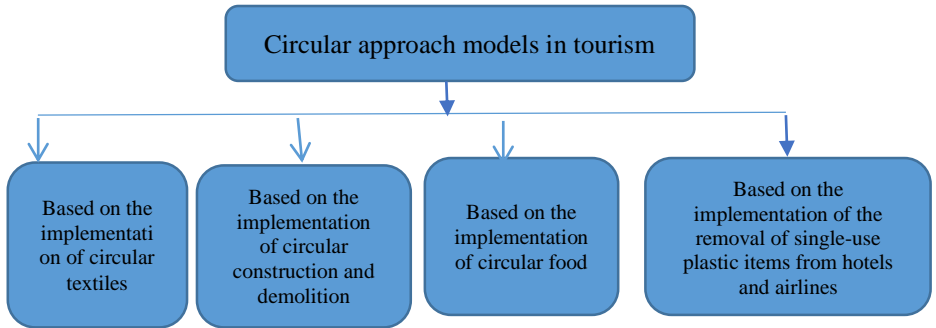 Circular approach models in tourism
Based on the
implementati
on of circular
textiles
Based on the
implementation
of circular
construction and
demolition
Based on the
implementation
of circular food
Based on the
implementation of the
removal of single-use
plastic items from hotels
and airlines